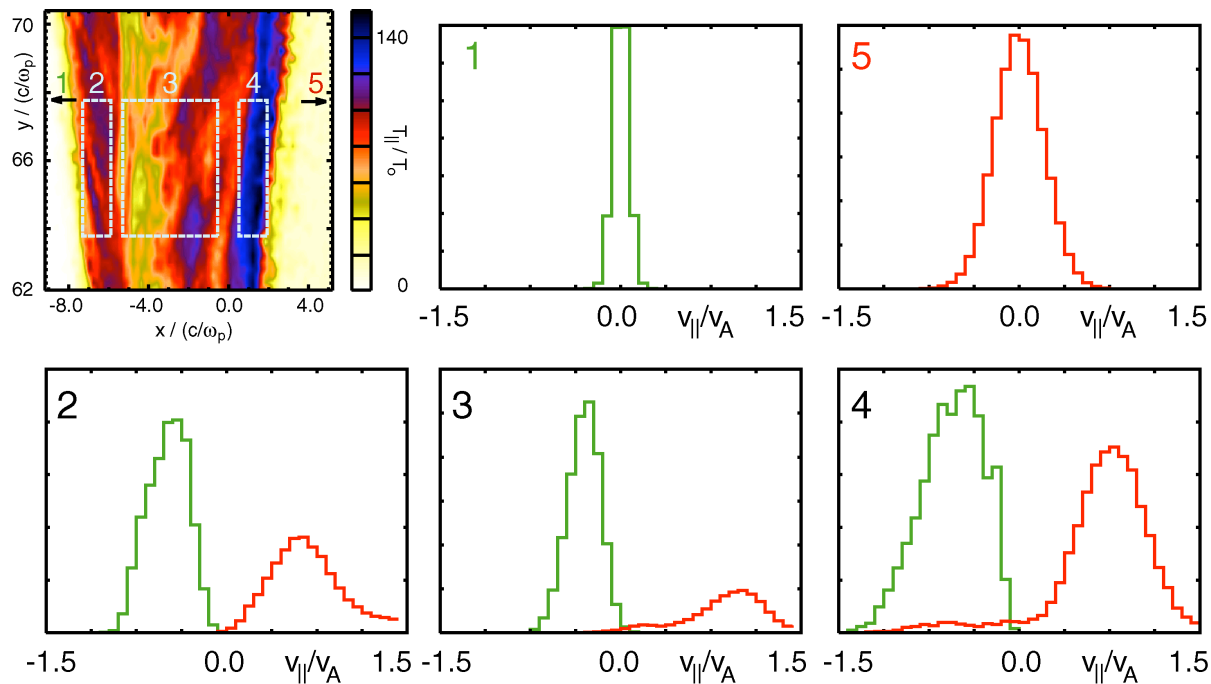 70
y / (c/ωp)
66
62
-8.0 -4.0 0.0 4.0
x / (c/ωp)
1 2 3 4 5
140
T|| / To
0
1
-1.5 0.0 v||/vA 1.5
5
-1.5 0.0 v||/vA 1.5
2
-1.5 0.0 v||/vA 1.5
3
-1.5 0.0 v||/vA 1.5
4
-1.5 0.0 v||/vA 1.5